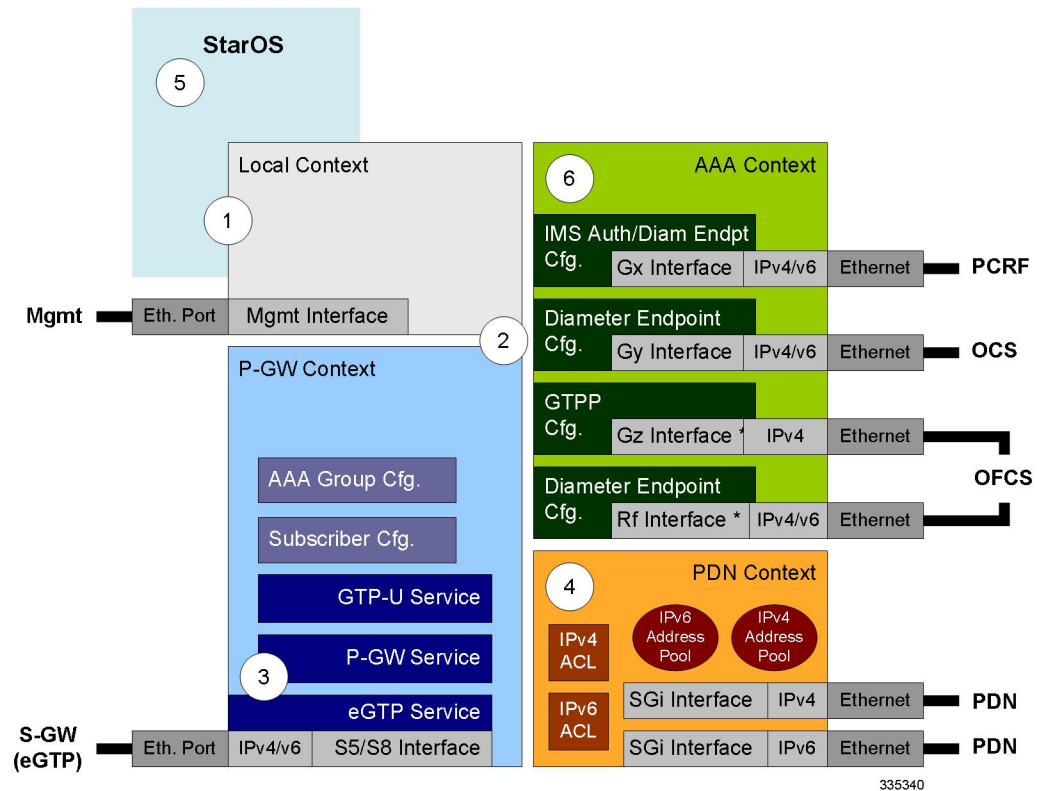 StarOS
5
Local Context
1
Mgmt
Eth. Port
Mgmt Interface
2
P-GW Context
AAA Group Cfg.
Subscriber Cfg.
GTP-U Service
P-GW Service
3
eGTP Service
S-GW
(eGTP)
Eth. Port
IPv4/v6
S5/S8 Interface
6
AAA Context
IMS Auth/Diam Endpt
Cfg.
Gx Interface
IPv4/v6
Ethernet
PCRF
Diameter Endpoint
Cfg.
Gy Interface
IPv4/v6
Ethernet
OCS
GTPP
Cfg.
Gz Interface *
IPv4
Ethernet
OFCS
Diameter Endpoint
Cfg.
Rf Interface *
IPv4/v6
Ethernet
4
PDN Context
IPv6
Address
Pool
IPv4
Address
Pool
IPv4
ACL
IPv6
ACL
SGi Interface
IPv4
Ethernet
PDN
SGi Interface
IPv6
Ethernet
PDN
335340